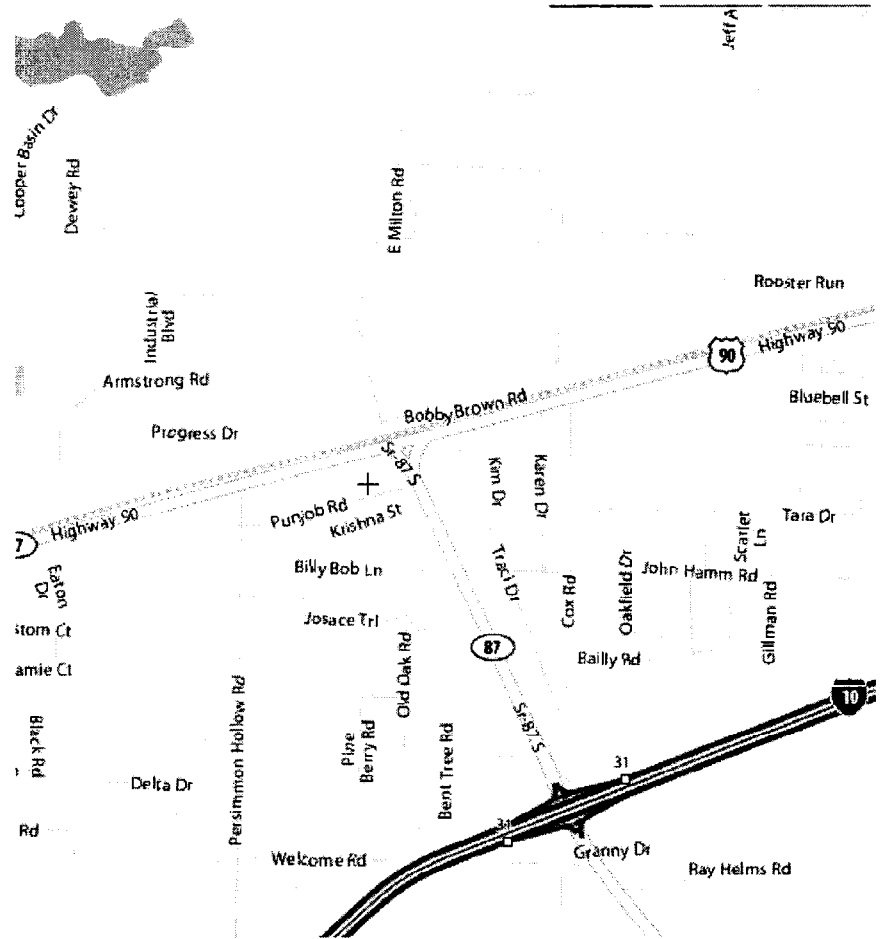 Jeff A
Cooper Basin Dr
Dewey Rd
E Milton Rd
Rooster Run
Industrial
Blvd
90
Highway 90
Armstrong Rd
Bobby Brown Rd
Bluebell St
Progress Dr
Sr-87 S
Kim Dr
Karen Dr
Punjob Rd
Krishna St
Highway 90
7
Tara Dr
Scarlet
Ln
Billy Bob Ln
Traci Dr
John Hamm Rd
Eaton
Dr
Cox Rd
Oakfield Dr
Gillman Rd
Josace Trl
stom Ct
87
Bailly Rd
amie Ct
Old Oak Rd
10
Persimmon Hollow Rd
Black Rd
Pine
Berry Rd
Bent Tree Rd
Sr-87 S
31
Delta Dr
Rd
31
Granny Dr
Welcome Rd
Ray Helms Rd